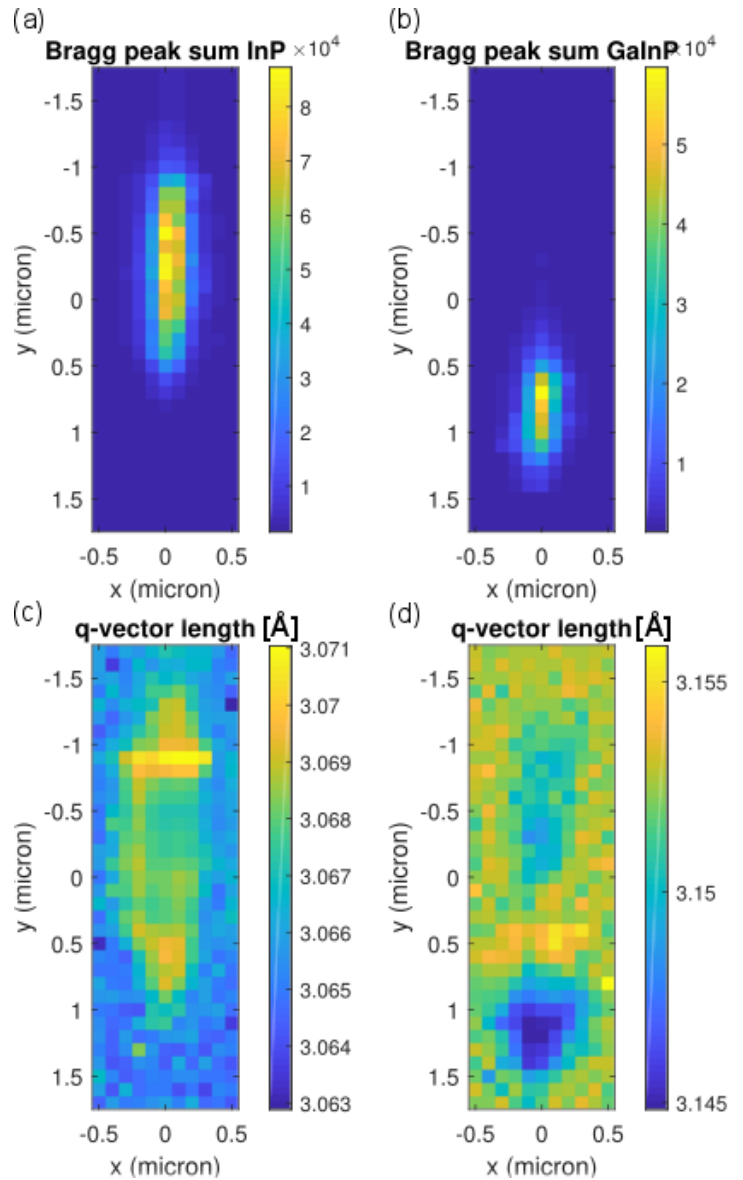 (a)
Bragg peak sum InP ×10⁴
-1.5
-1
-0.5
0
0.5
1
1.5
y (micron)
-0.5 0 0.5
x (micron)
8
7
6
5
4
3
2
1
(b)
Bragg peak sum GaInP ×10⁴
-1.5
-1
-0.5
0
0.5
1
1.5
y (micron)
-0.5 0 0.5
x (micron)
5
4
3
2
1
(c)
q-vector length [Å]
-1.5
-1
-0.5
0
0.5
1
1.5
y (micron)
-0.5 0 0.5
x (micron)
3.071
3.07
3.069
3.068
3.067
3.066
3.065
3.064
3.063
(d)
q-vector length [Å]
-1.5
-1
-0.5
0
0.5
1
1.5
y (micron)
-0.5 0 0.5
x (micron)
3.155
3.15
3.145